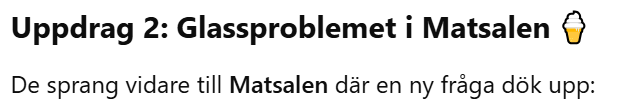 Uppdrag 2: Glassproblemet i Matsalen 🍦
De sprang vidare till Matsalen där en ny fråga dök upp: